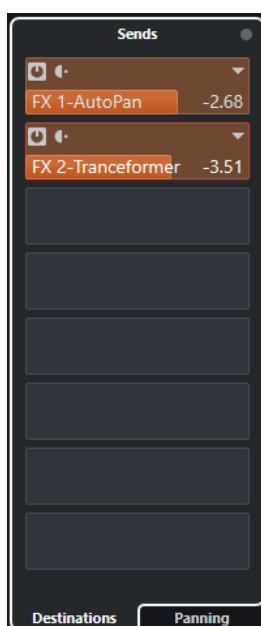 Sends
FX 1-AutoPan -2.68
FX 2-Tranceformer -3.51
Destinations Panning